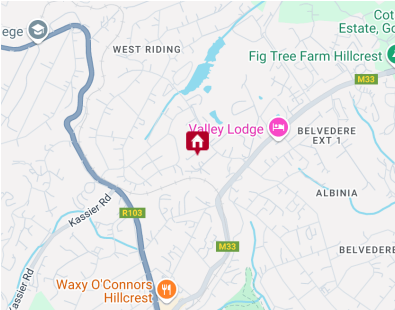 Cot
Estate, Go
ege
WEST RIDING
Fig Tree Farm Hillcrest
M33
Valley Lodge
BELVEDERE
EXT 1
ALBINIA
Kassier Rd
R103
M33
BELVEDERE
Kassier Rd
Waxy O'Connors
Hillcrest